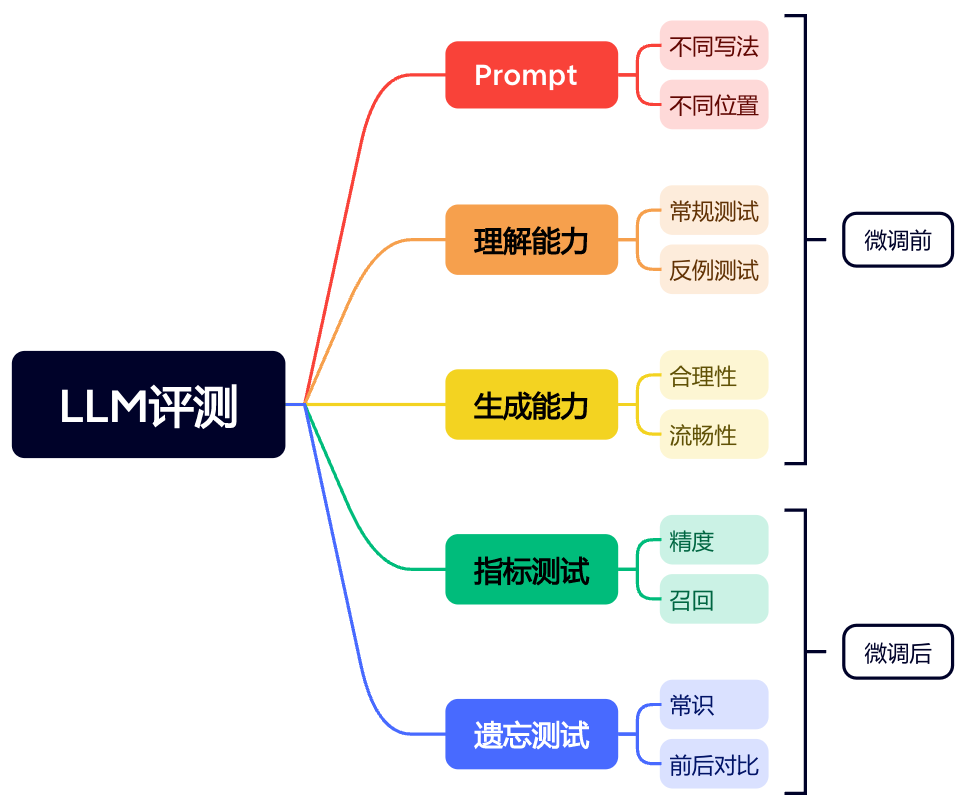 LLM评测
Prompt
不同写法
不同位置
理解能力
常规测试
反例测试
生成能力
合理性
流畅性
微调前
指标测试
精度
召回
遗忘测试
常识
前后对比
微调后